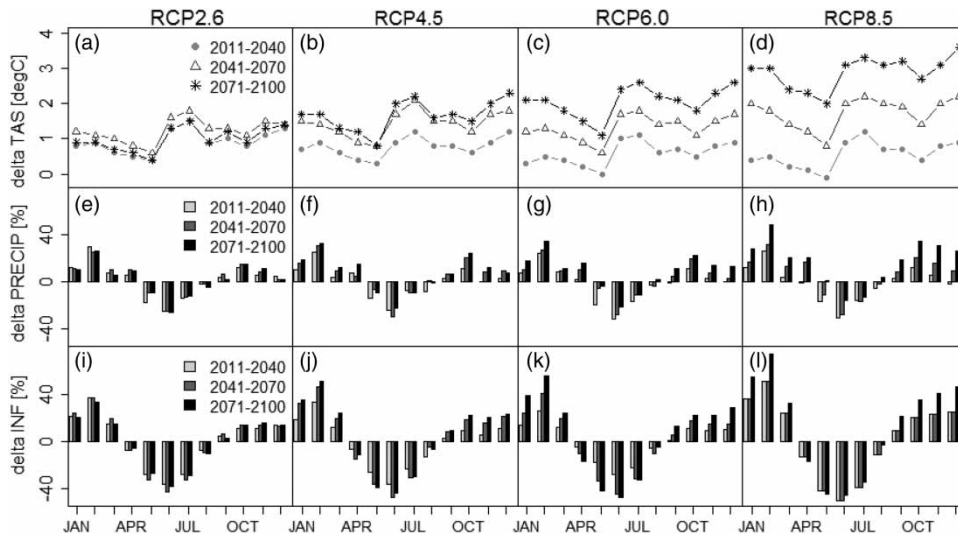 RCP2.6 RCP4.5 RCP6.0 RCP8.5
(a) (b) (c) (d)
2011-2040
2041-2070
2071-2100
delta TAS [degC]
4
3
2
1
0
(e) (f) (g) (h)
2011-2040
2041-2070
2071-2100
delta PRECIP [%]
40
0
-40
(i) (j) (k) (l)
2011-2040
2041-2070
2071-2100
delta INF [%]
40
0
-40
JAN APR JUL OCT JAN APR JUL OCT JAN APR JUL OCT JAN APR JUL OCT